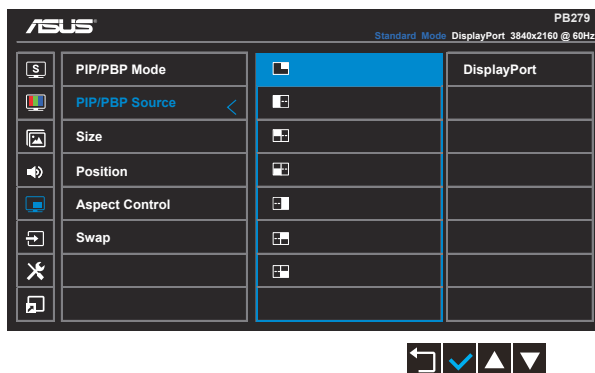 ASUS
PB279
Standard Mode DisplayPort 3840x2160 @ 60Hz
S
PIP/PBP Mode
DisplayPort
PIP/PBP Source
Size
Position
Aspect Control
Swap